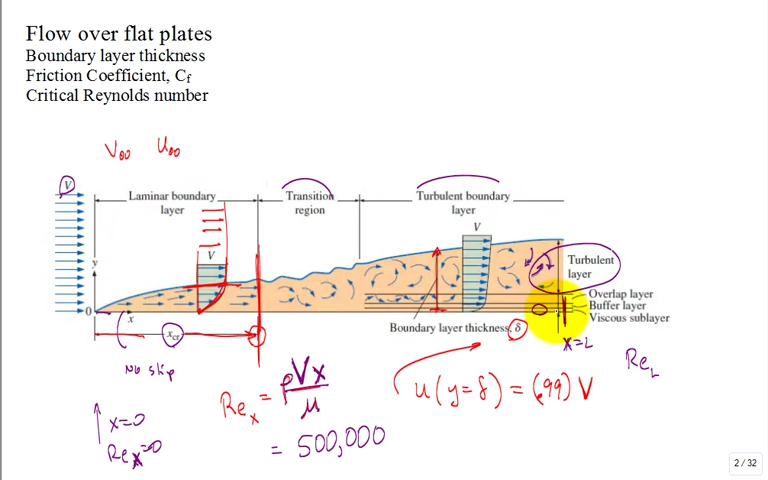 Flow over flat plates
Boundary layer thickness
Friction Coefficient, Cf
Critical Reynolds number
V∞ U∞
V
Laminar boundary layer
Transition region
Turbulent boundary layer
V
V
y
Turbulent layer
Overlap layer
Buffer layer
Viscous sublayer
0
x
xcr
Boundary layer thickness, δ
x=L
No slip
Rex = ρVx/μ
= 500,000
u(y=δ) = (.99) V
ReL
x=0
Rex=0
2 / 32